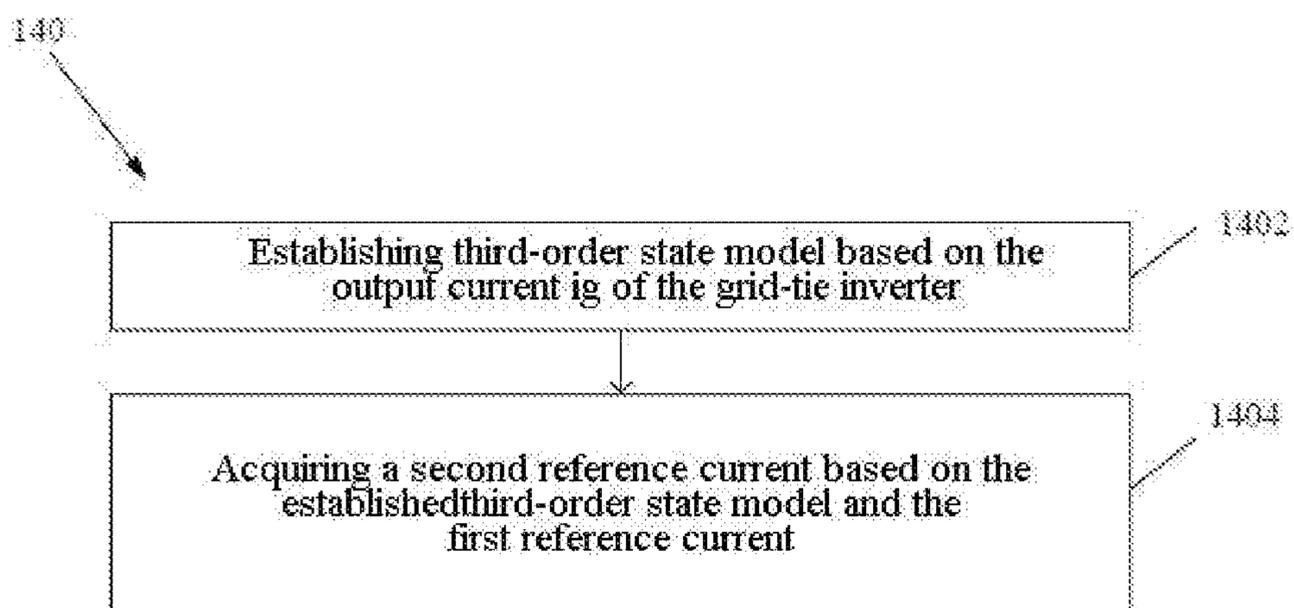 140
Establishing third-order state model based on the
output current ig of the grid-tie inverter
1402
Acquiring a second reference current based on the
establishedthird-order state model and the
first reference current
1404